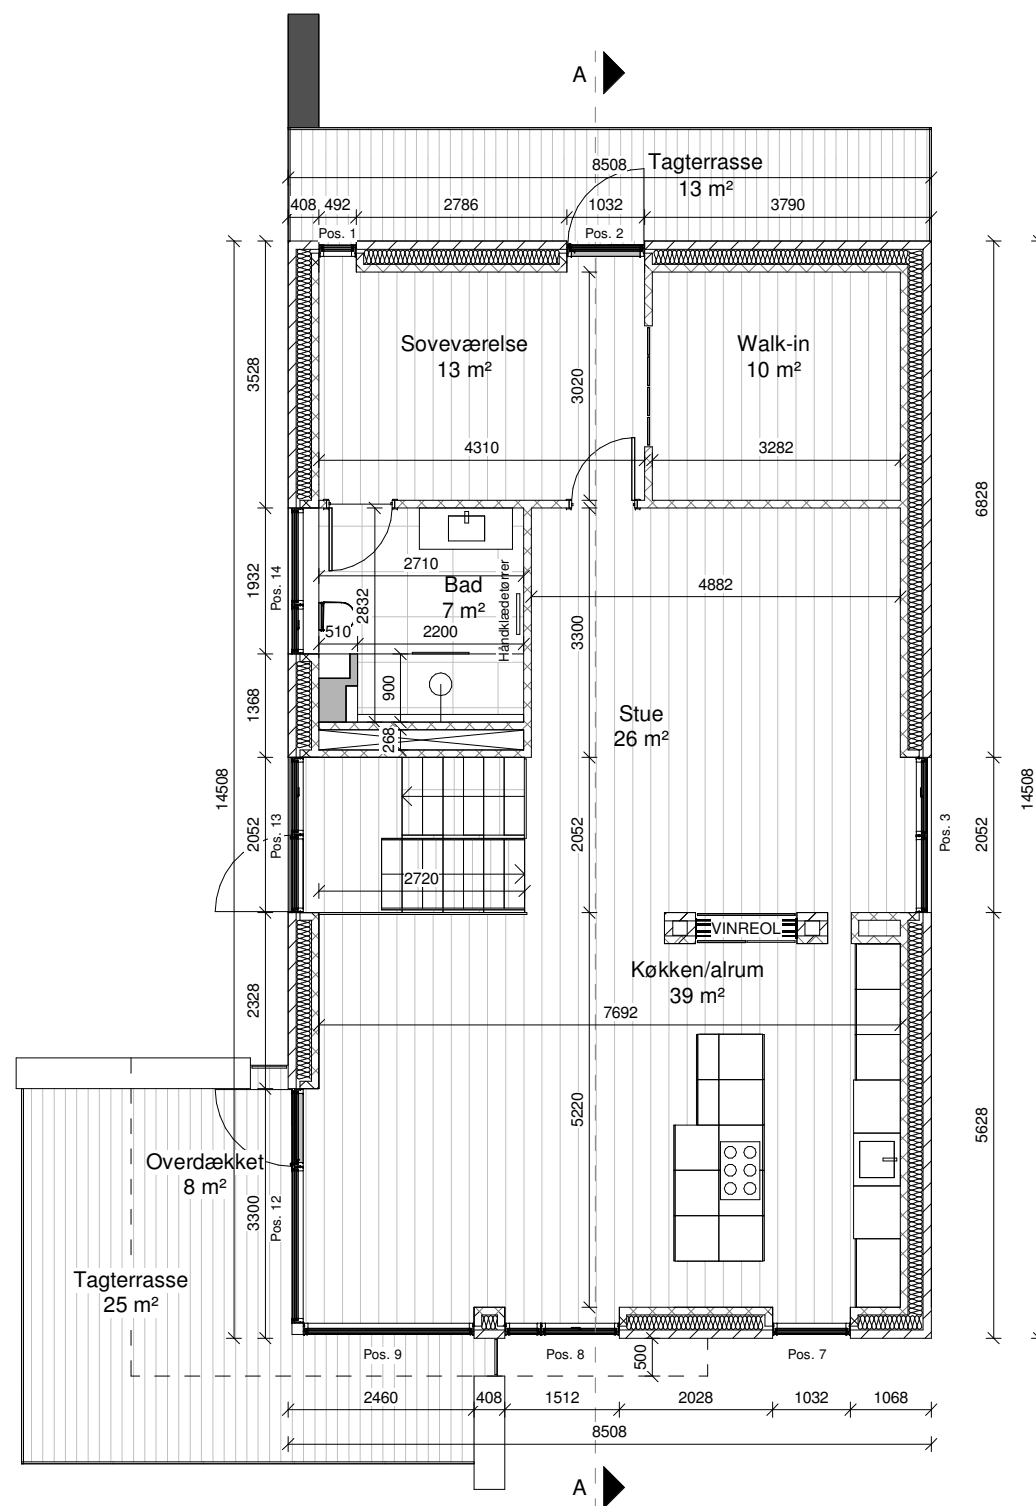 A
Tagterrasse
8508
13 m²
408
492
2786
1032
3790
Pos. 1
Pos. 2
Soveværelse
13 m²
Walk-in
10 m²
3528
3020
4310
3282
6828
1932
Pos. 14
2710
Bad
7 m²
2832
510
2200
Håndklædetørrer
4882
3300
900
1368
268
Stue
26 m²
14508
14508
2052
Pos. 13
2720
2052
Pos. 3
2052
VINREOL
Køkken/alrum
39 m²
2328
7692
5220
5628
Overdækket
8 m²
3300
Pos. 12
Tagterrasse
25 m²
Pos. 9
Pos. 8
500
Pos. 7
2460
408
1512
2028
1032
1068
8508
A